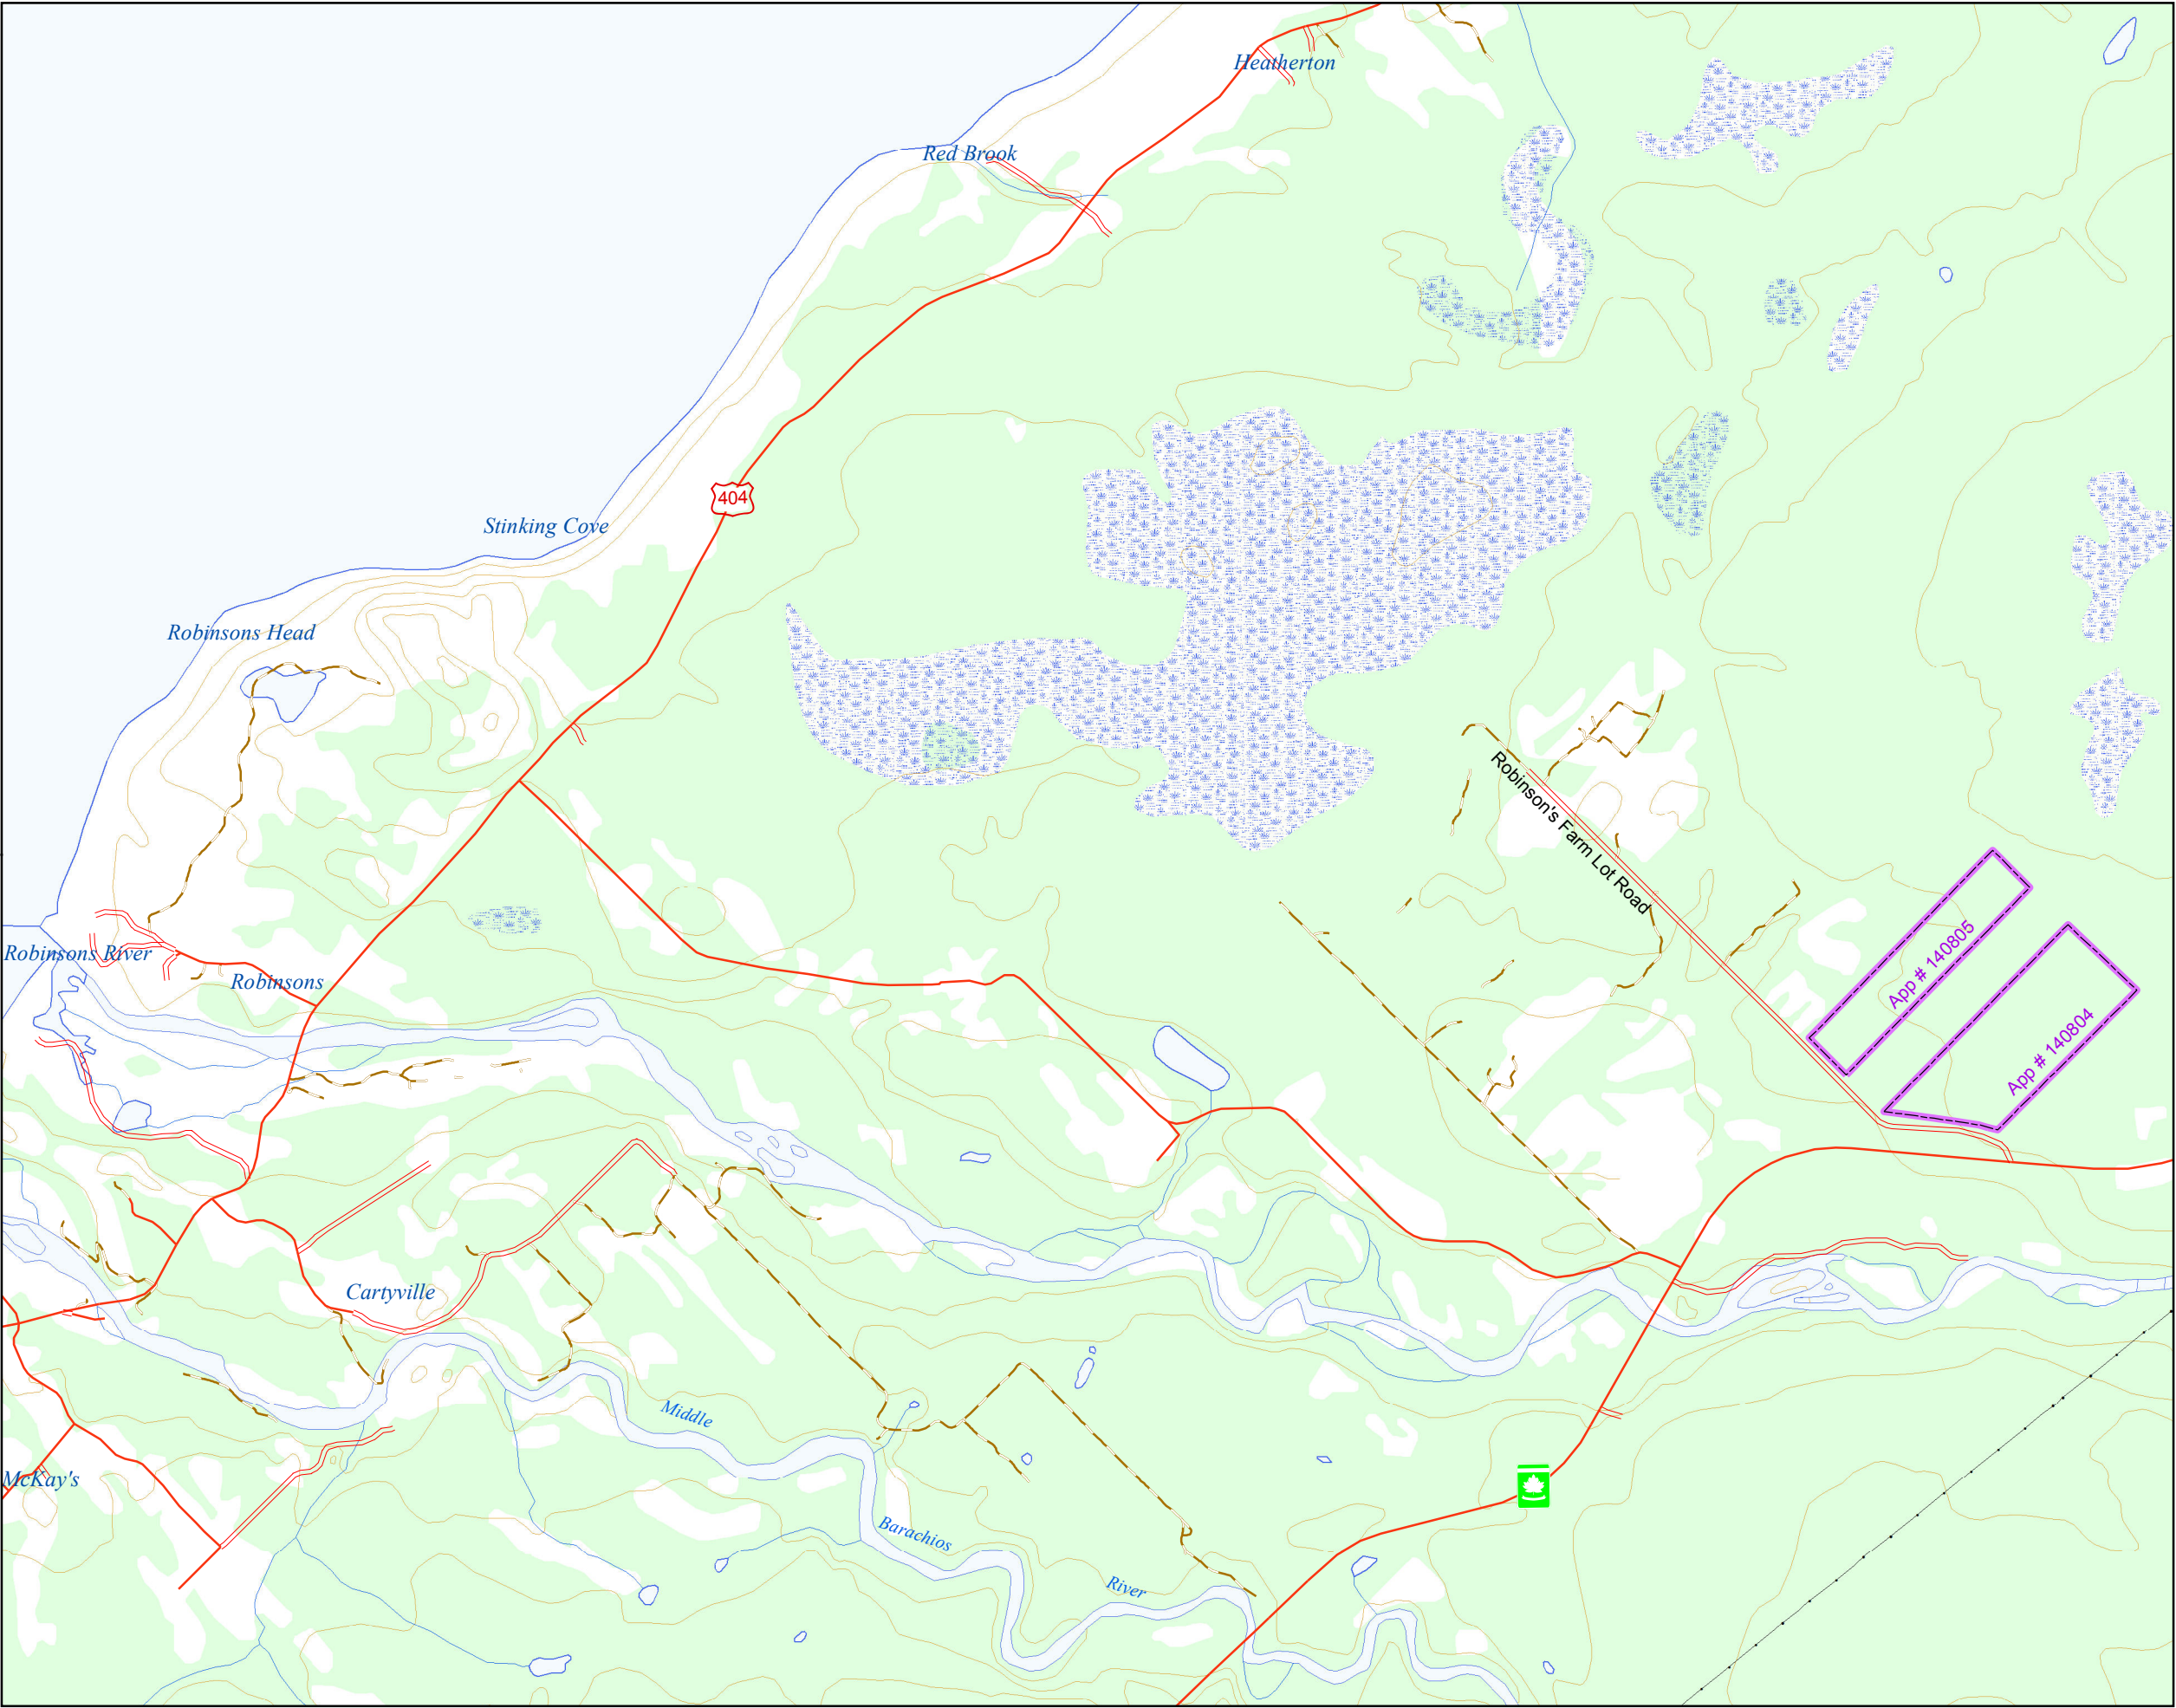 Heatherton
Red Brook
404
Stinking Cove
Robinsons Head
Robinson's Farm Lot Road
App # 140805
Robinsons River
Robinsons
App # 140804
Cartyville
Middle
McKay's
Barachios
River